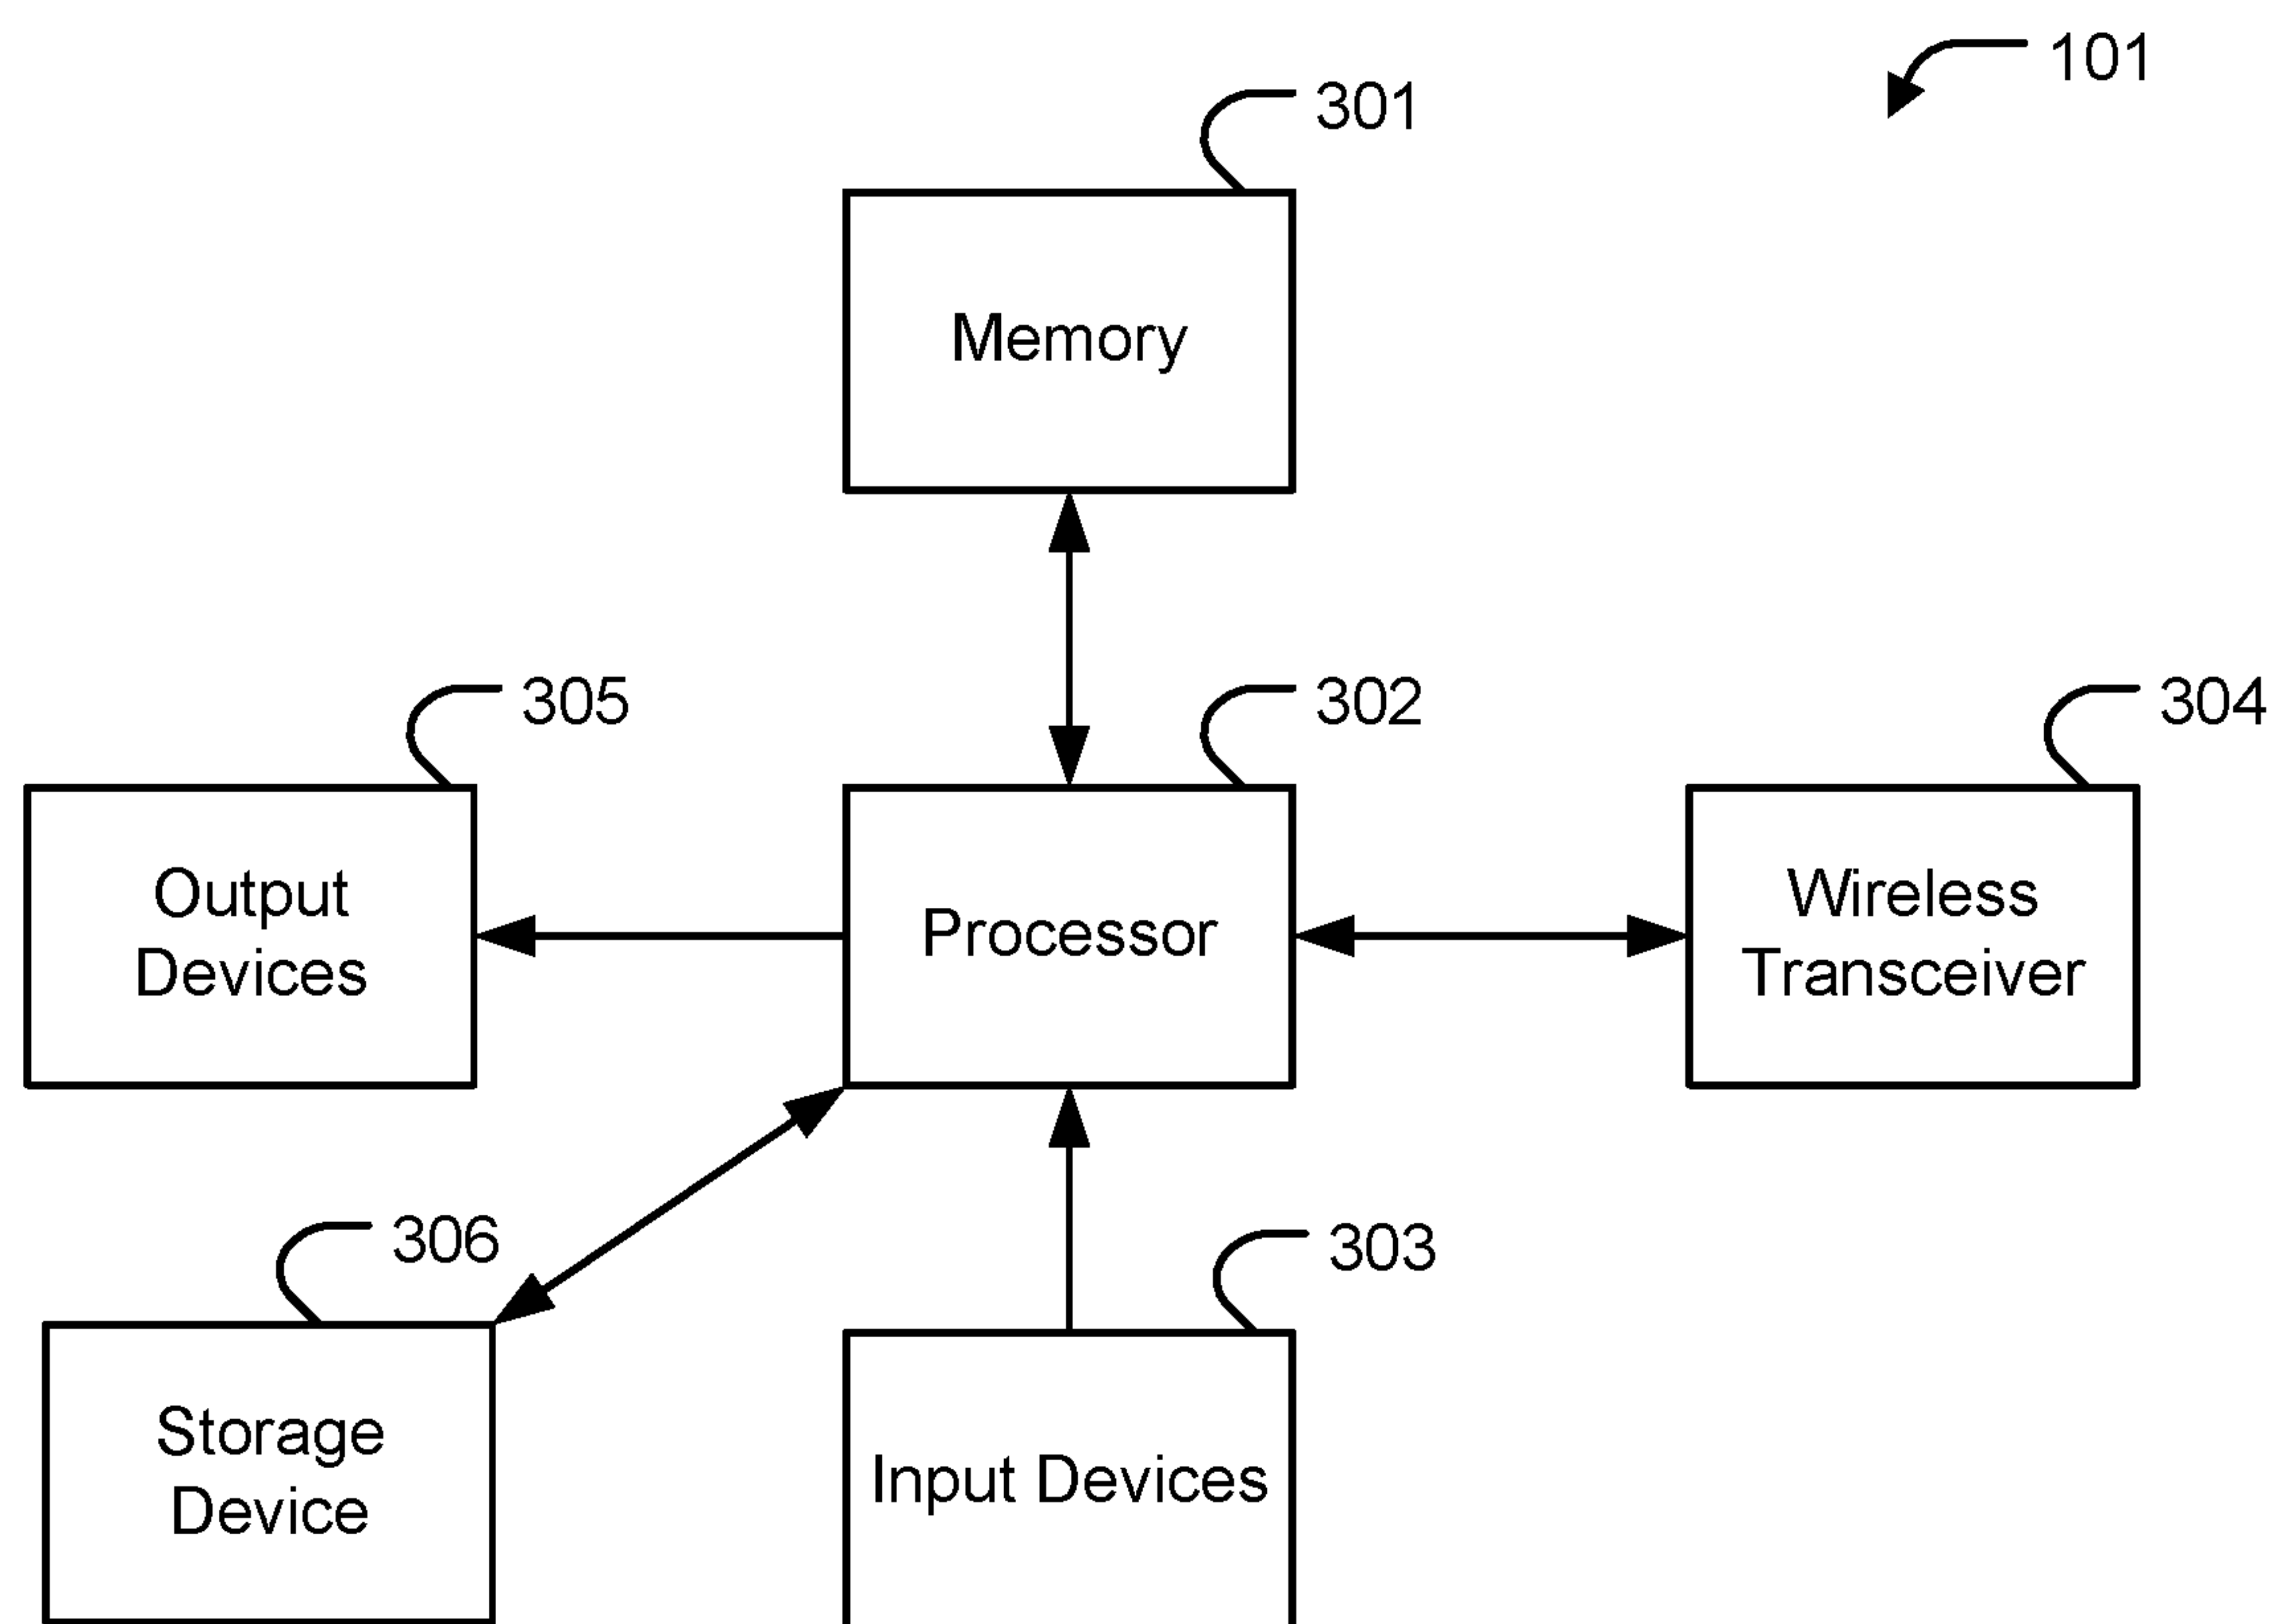 101
301
Memory
305
302
304
Output
Devices
Processor
Wireless
Transceiver
306
303
Storage
Device
Input Devices